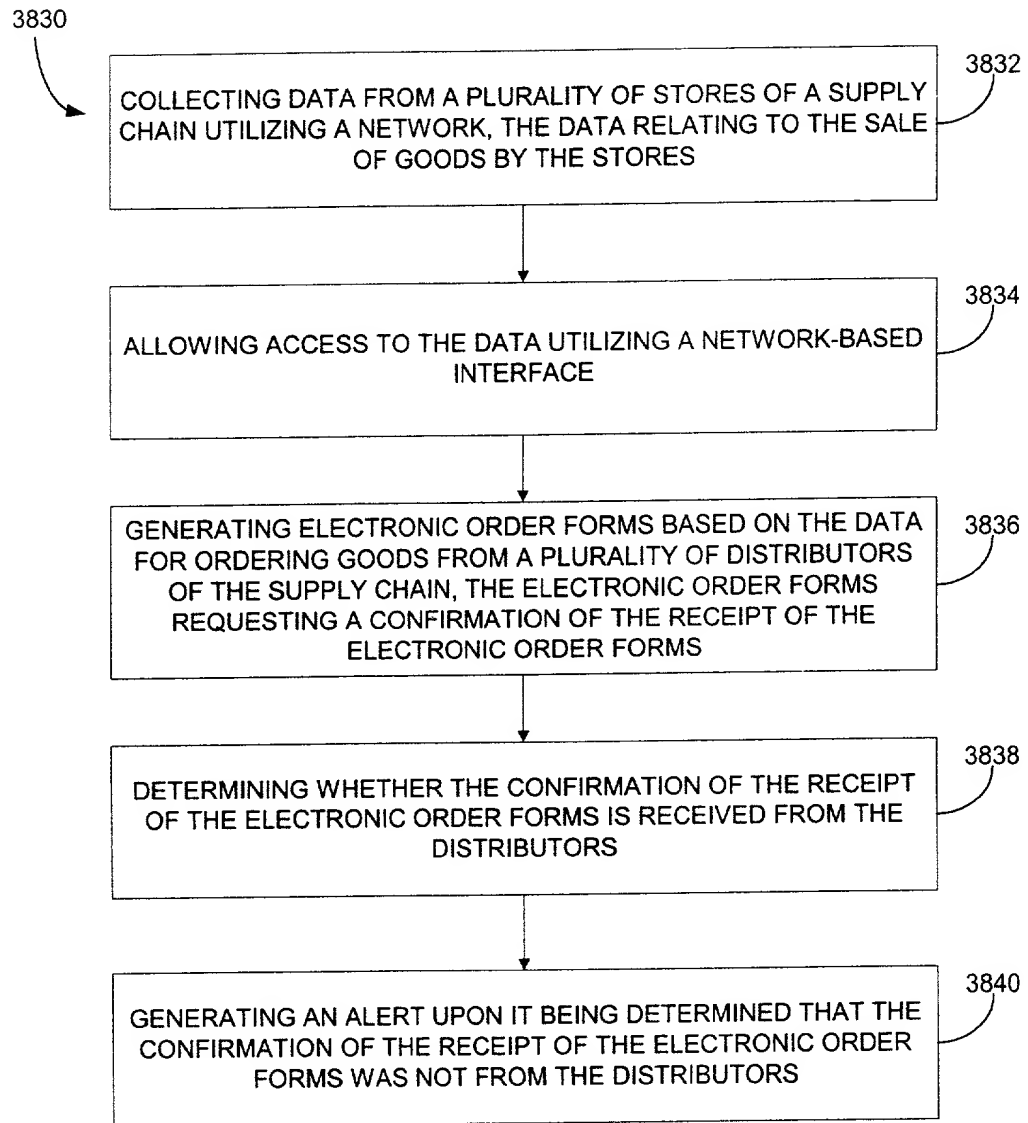 3830
3832
COLLECTING DATA FROM A PLURALITY OF STORES OF A SUPPLY
CHAIN UTILIZING A NETWORK, THE DATA RELATING TO THE SALE
OF GOODS BY THE STORES
3834
ALLOWING ACCESS TO THE DATA UTILIZING A NETWORK-BASED
INTERFACE
3836
GENERATING ELECTRONIC ORDER FORMS BASED ON THE DATA
FOR ORDERING GOODS FROM A PLURALITY OF DISTRIBUTORS
OF THE SUPPLY CHAIN, THE ELECTRONIC ORDER FORMS
REQUESTING A CONFIRMATION OF THE RECEIPT OF THE
ELECTRONIC ORDER FORMS
3838
DETERMINING WHETHER THE CONFIRMATION OF THE RECEIPT
OF THE ELECTRONIC ORDER FORMS IS RECEIVED FROM THE
DISTRIBUTORS
3840
GENERATING AN ALERT UPON IT BEING DETERMINED THAT THE
CONFIRMATION OF THE RECEIPT OF THE ELECTRONIC ORDER
FORMS WAS NOT FROM THE DISTRIBUTORS